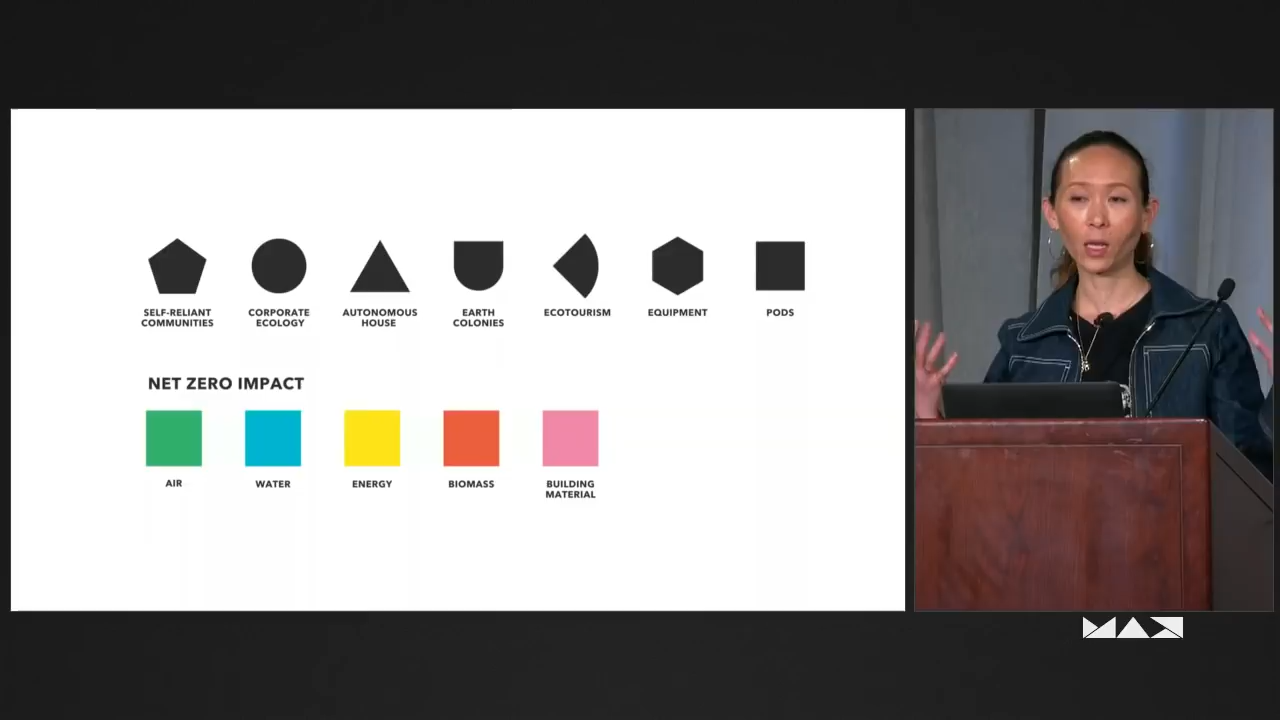 SELF-RELIANT
COMMUNITIES
CORPORATE
ECOLOGY
AUTONOMOUS
HOUSE
EARTH
COLONIES
ECOTOURISM
EQUIPMENT
PODS
NET ZERO IMPACT
AIR
WATER
ENERGY
BIOMASS
BUILDING
MATERIAL
MAX